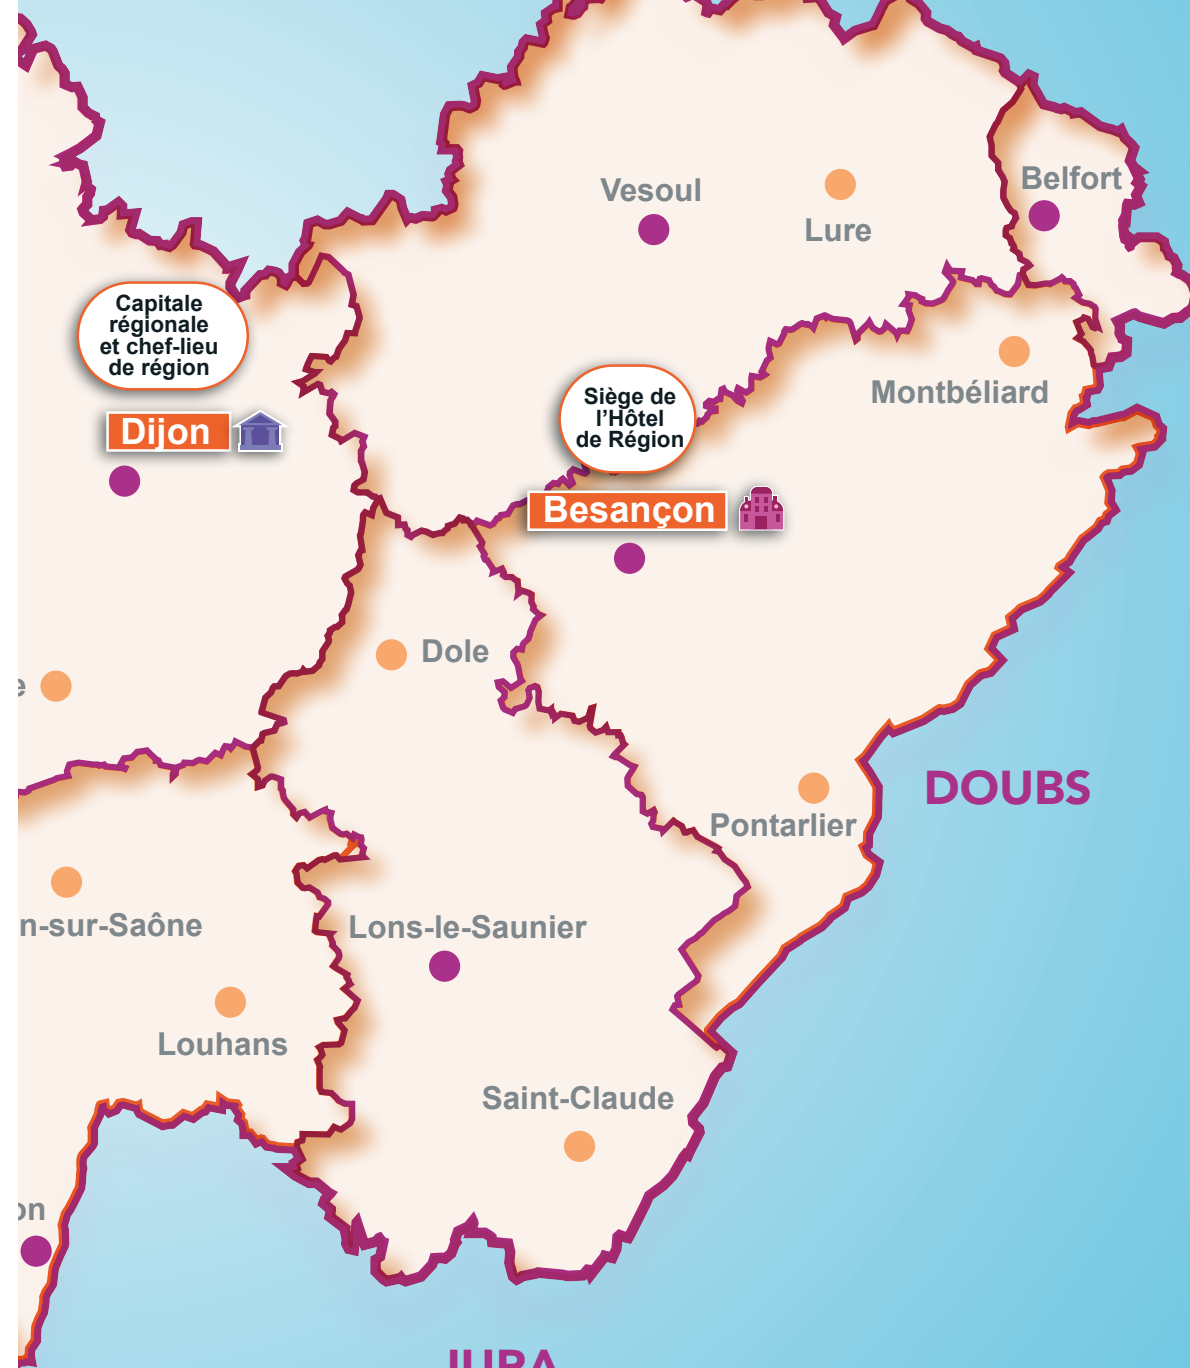 Vesoul
Lure
Belfort
Capitale
régionale
et chef-lieu
de région
Dijon
Siège de
l’Hôtel
de Région
Besançon
Montbéliard
Dole
e
DOUBS
Pontarlier
n-sur-Saône
Lons-le-Saunier
Louhans
Saint-Claude
on
JURA